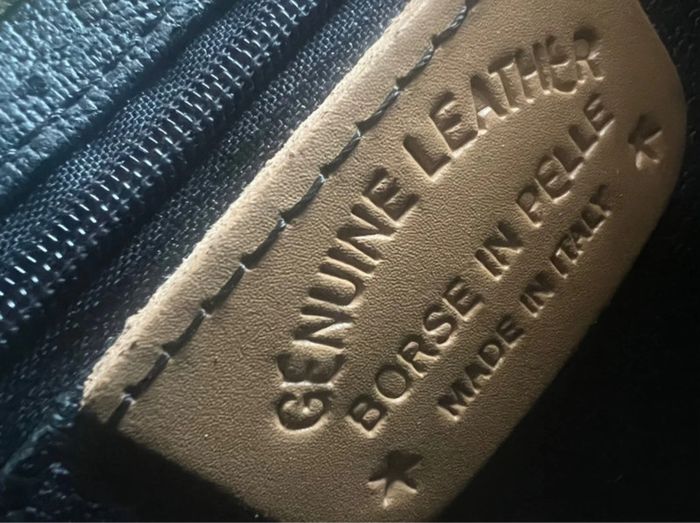 GENUINE LEATHER
BORSE IN PELLE
MADE IN ITALY